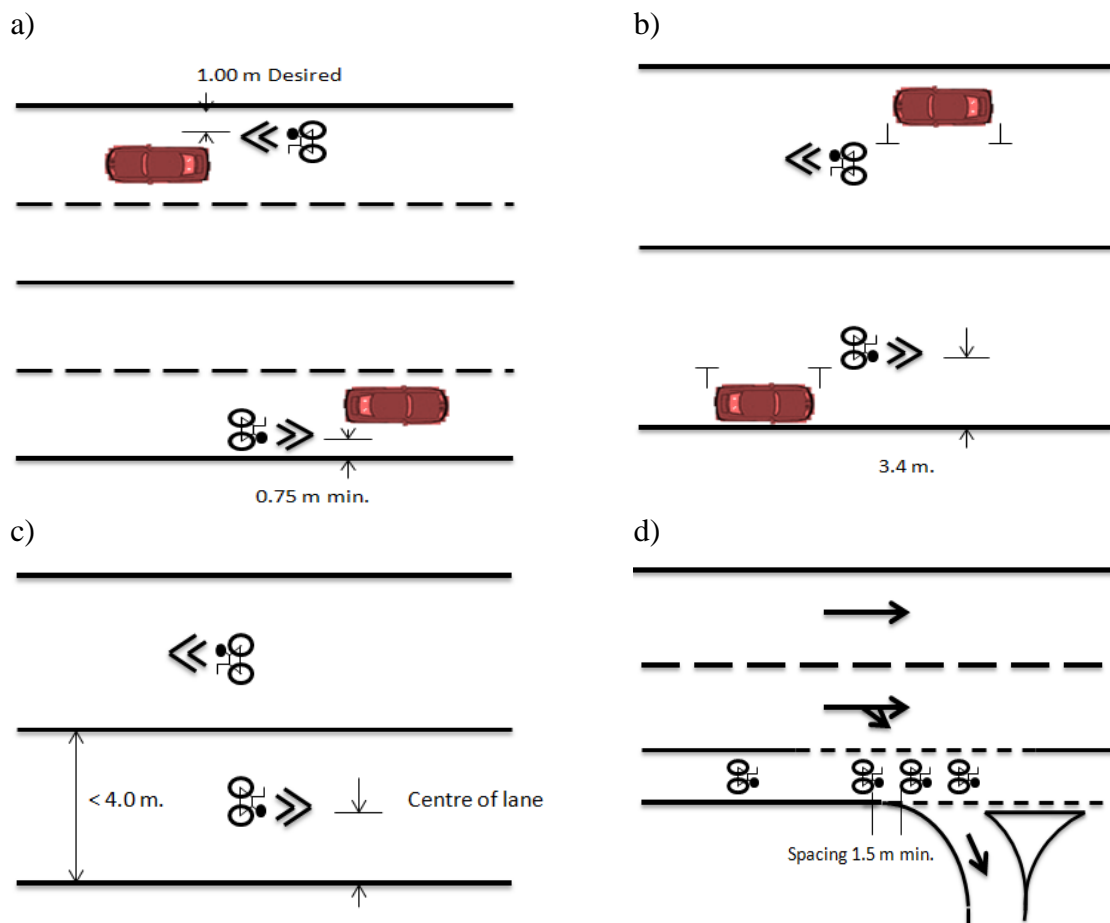 a)
b)
1.00 m Desired
0.75 m min.
3.4 m.
c)
d)
< 4.0 m.
Centre of lane
Spacing 1.5 m min.